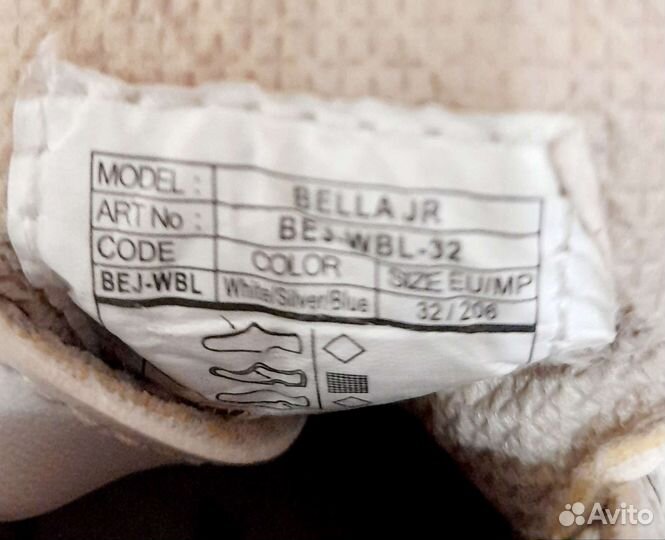 MODEL : BELLA JR
ART No : BEJ-WBL-32
CODE COLOR SIZE EU/MP
BEJ-WBL White/Silver/Blue 32/206
Avito